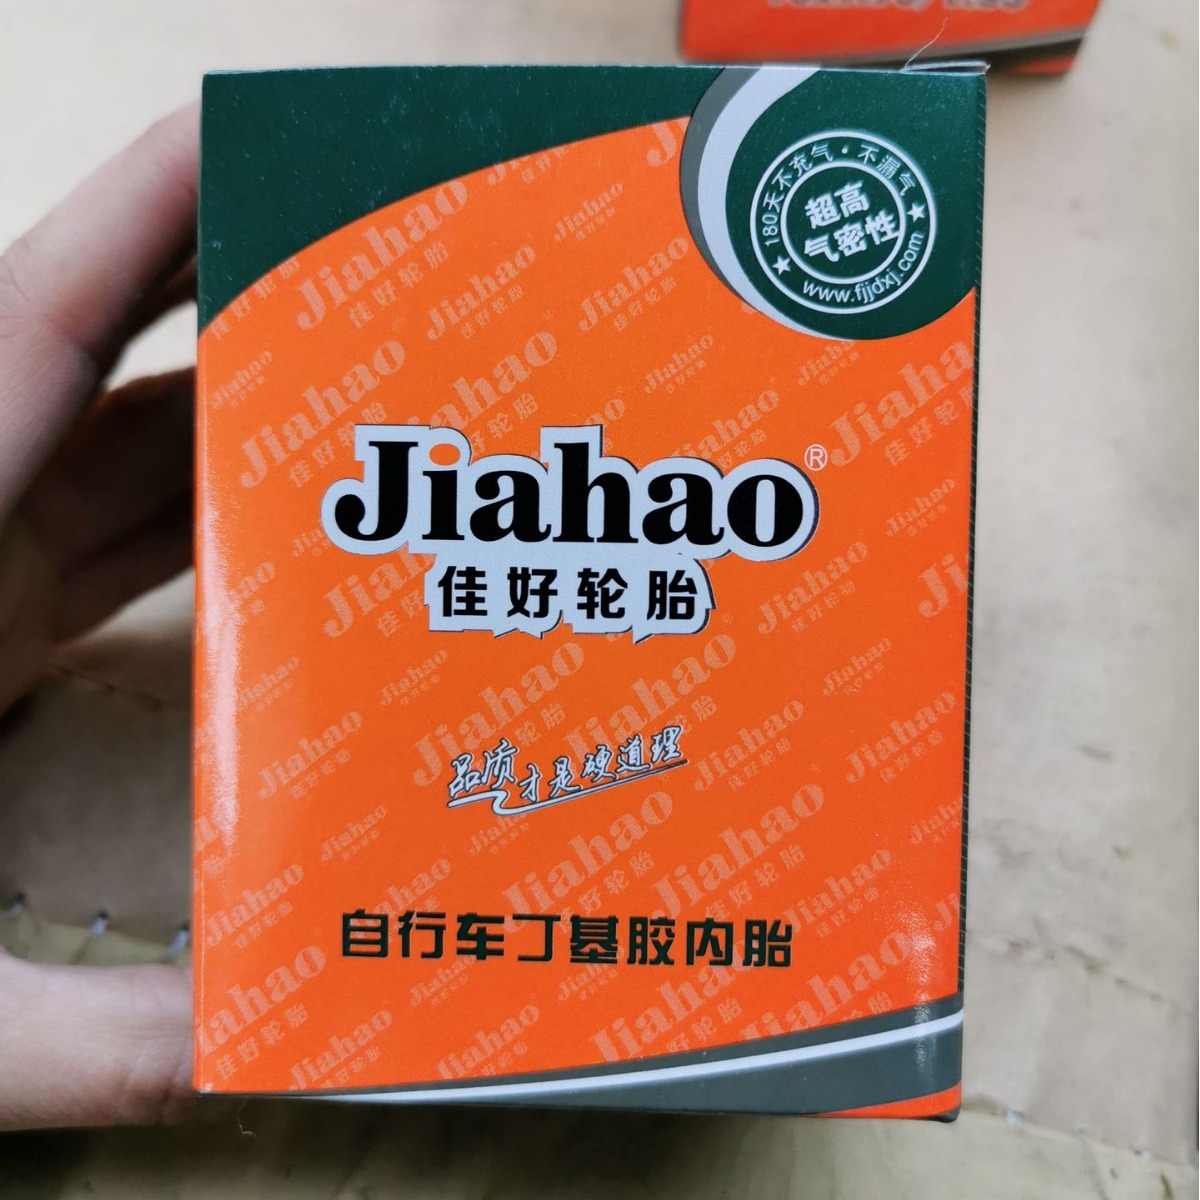 180天不充气·不漏气
超高
气密性
www.fjjdxj.com
Jiahao®
佳好轮胎
品质才是硬道理
自行车丁基胶内胎